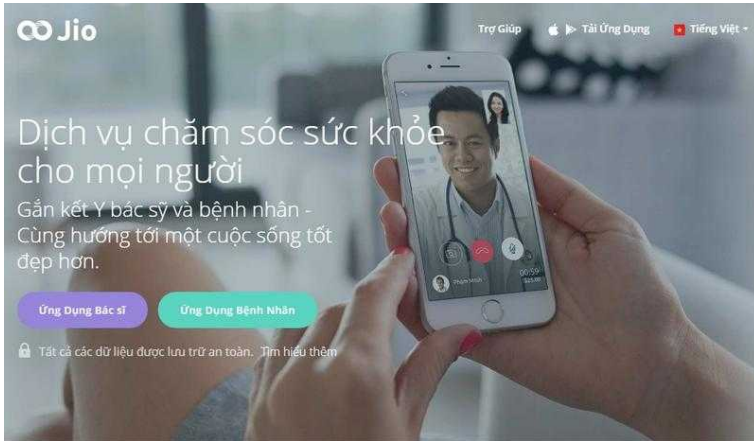 Jio
Trợ Giúp
Tải Ứng Dụng
Tiếng Việt
Dịch vụ chăm sóc sức khỏe
cho mọi người
Gắn kết Y bác sỹ và bệnh nhân -
Cùng hướng tới một cuộc sống tốt
đẹp hơn.
00:59
Ứng Dụng Bác sĩ
Ứng Dụng Bệnh Nhân
Tất cả các dữ liệu được lưu trữ an toàn. Tìm hiểu thêm